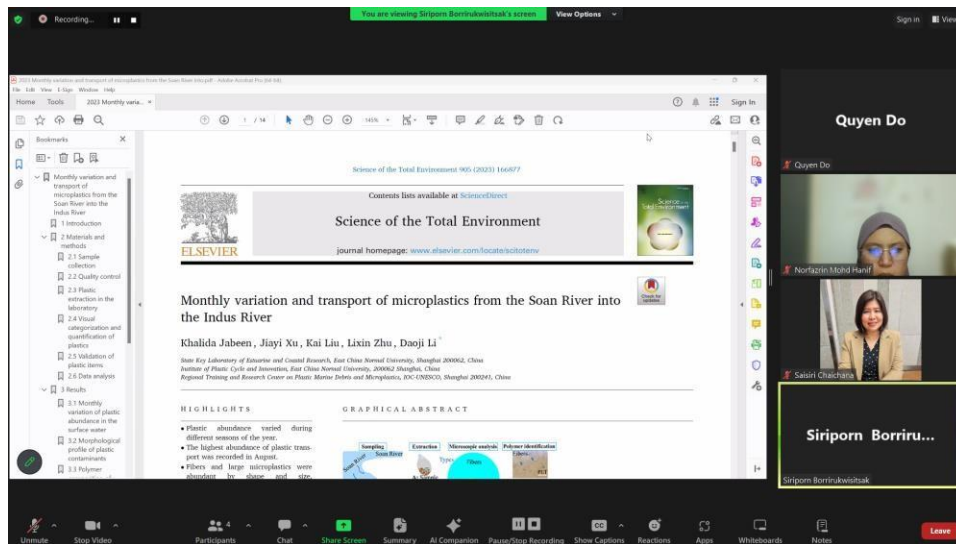 Recording...
You are viewing Siriporn Borrirukwisitsak's screen
View Options
Sign in
View
2023 Monthly variation and transport of microplastics from the Soan River into.pdf - Adobe Acrobat Pro (64-bit)
File Edit View E-Sign Window Help
Home Tools 2023 Monthly varia... ×
Sign In
1 / 14
145%
Bookmarks
Monthly variation and
transport of
microplastics from the
Soan River into the
Indus River
1 Introduction
2 Materials and
methods
2.1 Sample
collection
2.2 Quality control
2.3 Plastic
extraction in the
laboratory
2.4 Visual
categorization and
quantification of
plastics
2.5 Validation of
plastic items
2.6 Data analysis
3 Results
3.1 Monthly
variation of plastic
abundance in the
surface water
3.2 Morphological
profile of plastic
contaminants
3.3 Polymer
Science of the Total Environment 905 (2023) 166877
Contents lists available at ScienceDirect
Science of the Total Environment
journal homepage: www.elsevier.com/locate/scitotenv
ELSEVIER
Science of the
Total Environment
Check for
updates
Monthly variation and transport of microplastics from the Soan River into
the Indus River
Khalida Jabeen, Jiayi Xu, Kai Liu, Lixin Zhu, Daoji Li *
State Key Laboratory of Estuarine and Coastal Research, East China Normal University, Shanghai 200062, China
Institute of Plastic Cycle and Innovation, East China Normal University, 200062 Shanghai, China
Regional Training and Research Center on Plastic Marine Debris and Microplastics, IOC-UNESCO, Shanghai 200241, China
HIGHLIGHTS
• Plastic abundance varied during
different seasons of the year.
• The highest abundance of plastic trans-
port was recorded in August.
• Fibers and large microplastics were
abundant by shape and size,
GRAPHICAL ABSTRACT
Sampling
Extraction
Microscopic analysis
Polymer identification
Soan River
Soan River
Types
Fibers
Fibers
PET
Quyen Do
Quyen Do
Norfazrin Mohd Hanif
Saisiri Chaichana
Siriporn Borriru...
Siriporn Borrirukwisitsak
Unmute
Stop Video
4
Participants
Chat
Share Screen
Summary
AI Companion
Pause/Stop Recording
CC
Show Captions
Reactions
Apps
Whiteboards
Notes
Leave